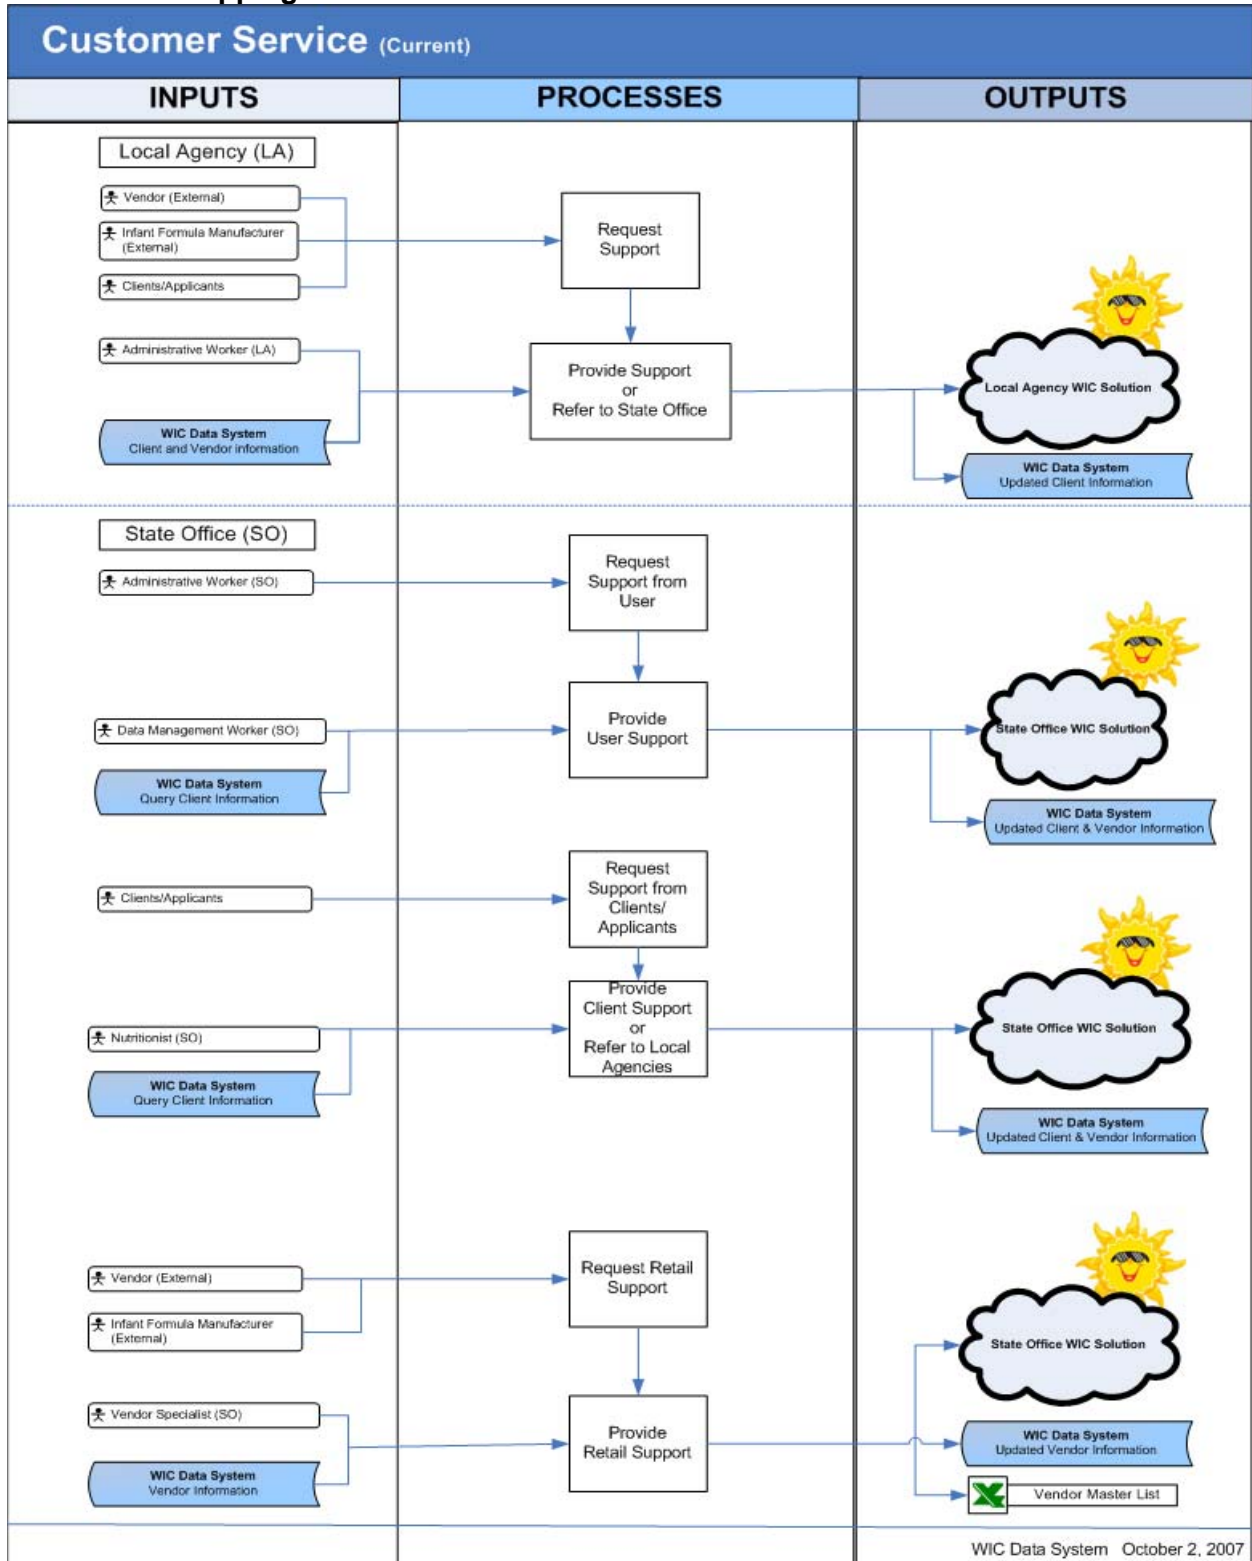 Customer Service (Current)
INPUTS
PROCESSES
OUTPUTS
Local Agency (LA)
Vendor (External)
Infant Formula Manufacturer
(External)
Clients/Applicants
Administrative Worker (LA)
WIC Data System
Client and Vendor information
Request
Support
Provide Support
or
Refer to State Office
Local Agency WIC Solution
WIC Data System
Updated Client Information
State Office (SO)
Administrative Worker (SO)
Request
Support from
User
Data Management Worker (SO)
WIC Data System
Query Client Information
Provide
User Support
State Office WIC Solution
WIC Data System
Updated Client & Vendor Information
Clients/Applicants
Request
Support from
Clients/
Applicants
Nutritionist (SO)
WIC Data System
Query Client Information
Provide
Client Support
or
Refer to Local
Agencies
State Office WIC Solution
WIC Data System
Updated Client & Vendor Information
Vendor (External)
Infant Formula Manufacturer
(External)
Request Retail
Support
Vendor Specialist (SO)
WIC Data System
Vendor Information
Provide
Retail Support
State Office WIC Solution
WIC Data System
Updated Vendor Information
Vendor Master List
WIC Data System October 2, 2007